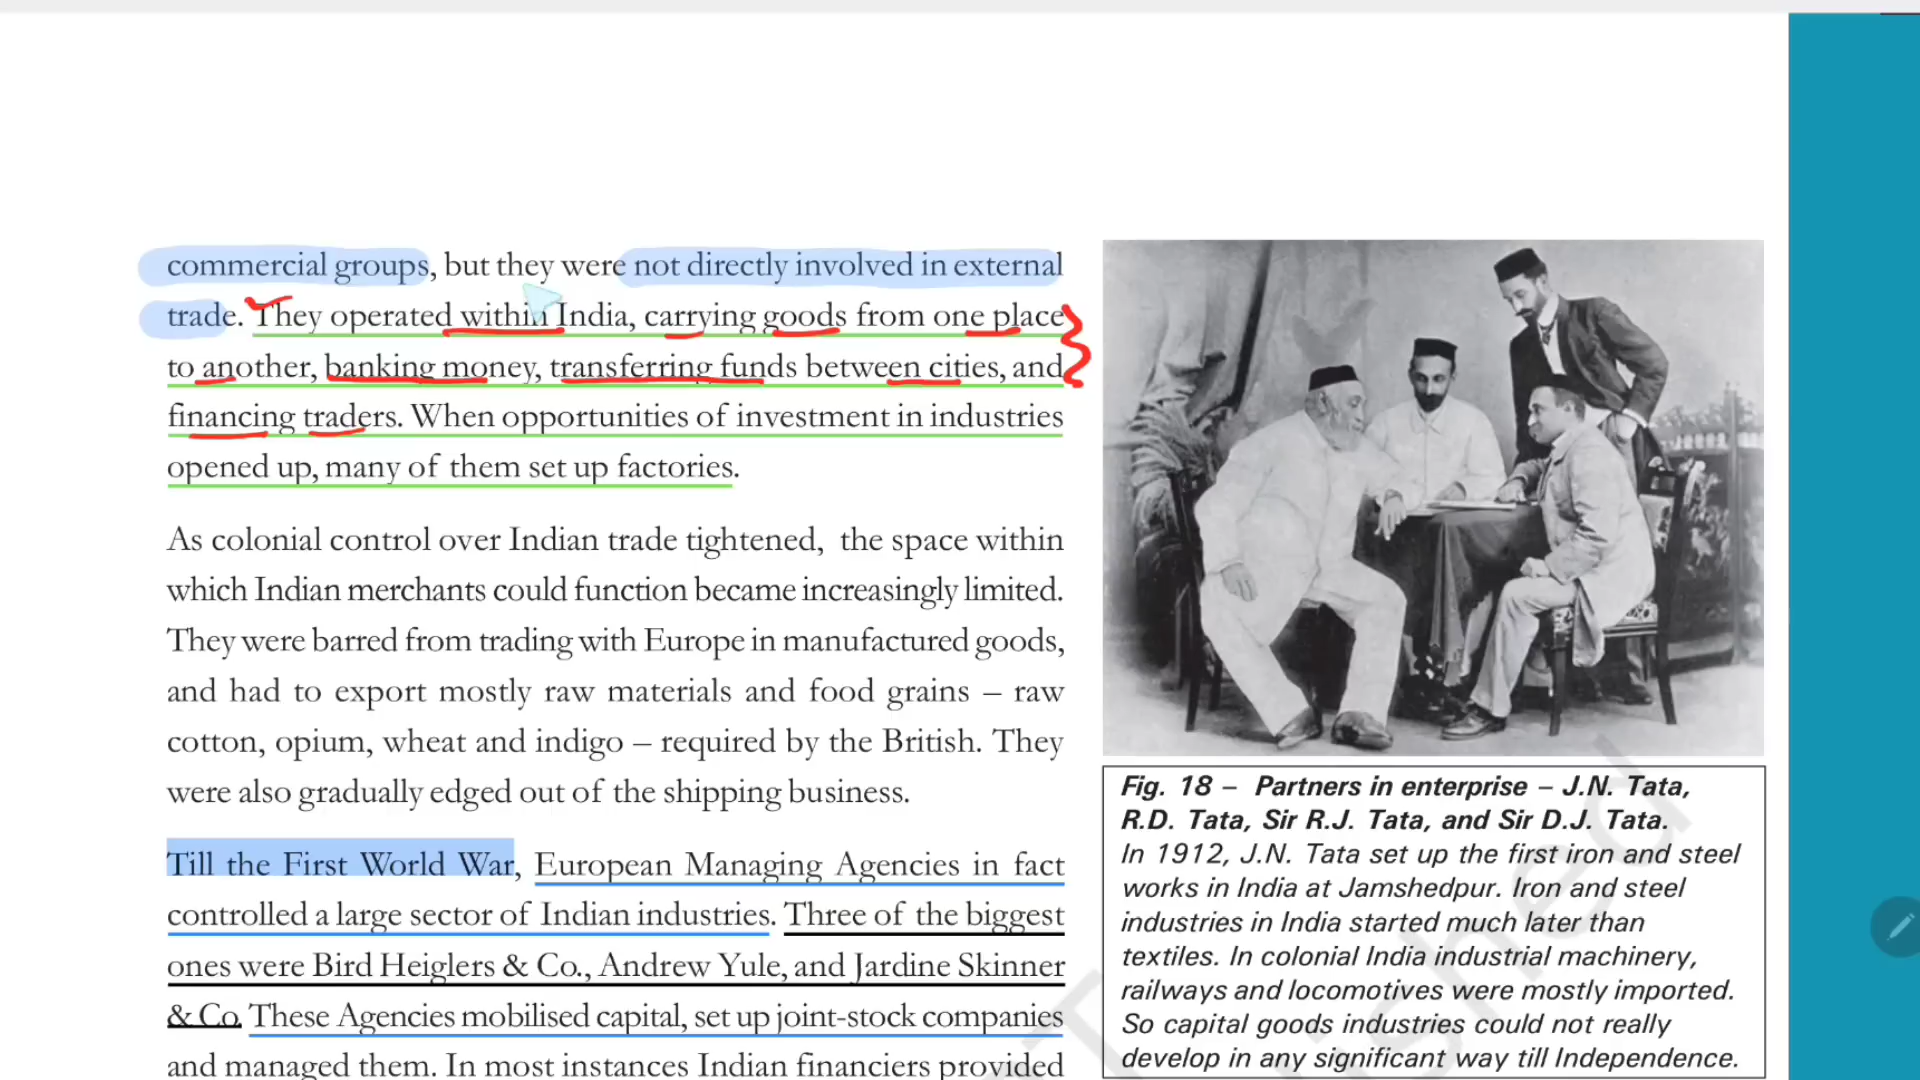 commercial groups, but they were not directly involved in external
trade. They operated within India, carrying goods from one place
to another, banking money, transferring funds between cities, and
financing traders. When opportunities of investment in industries
opened up, many of them set up factories.
As colonial control over Indian trade tightened, the space within
which Indian merchants could function became increasingly limited.
They were barred from trading with Europe in manufactured goods,
and had to export mostly raw materials and food grains – raw
cotton, opium, wheat and indigo – required by the British. They
were also gradually edged out of the shipping business.
Till the First World War, European Managing Agencies in fact
controlled a large sector of Indian industries. Three of the biggest
ones were Bird Heiglers & Co., Andrew Yule, and Jardine Skinner
& Co. These Agencies mobilised capital, set up joint-stock companies
and managed them. In most instances Indian financiers provided
Fig. 18 – Partners in enterprise – J.N. Tata,
R.D. Tata, Sir R.J. Tata, and Sir D.J. Tata.
In 1912, J.N. Tata set up the first iron and steel
works in India at Jamshedpur. Iron and steel
industries in India started much later than
textiles. In colonial India industrial machinery,
railways and locomotives were mostly imported.
So capital goods industries could not really
develop in any significant way till Independence.